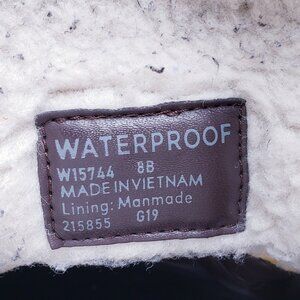 WATERPROOF
W15744 8B
MADE IN VIETNAM
Lining: Manmade
215855 G19